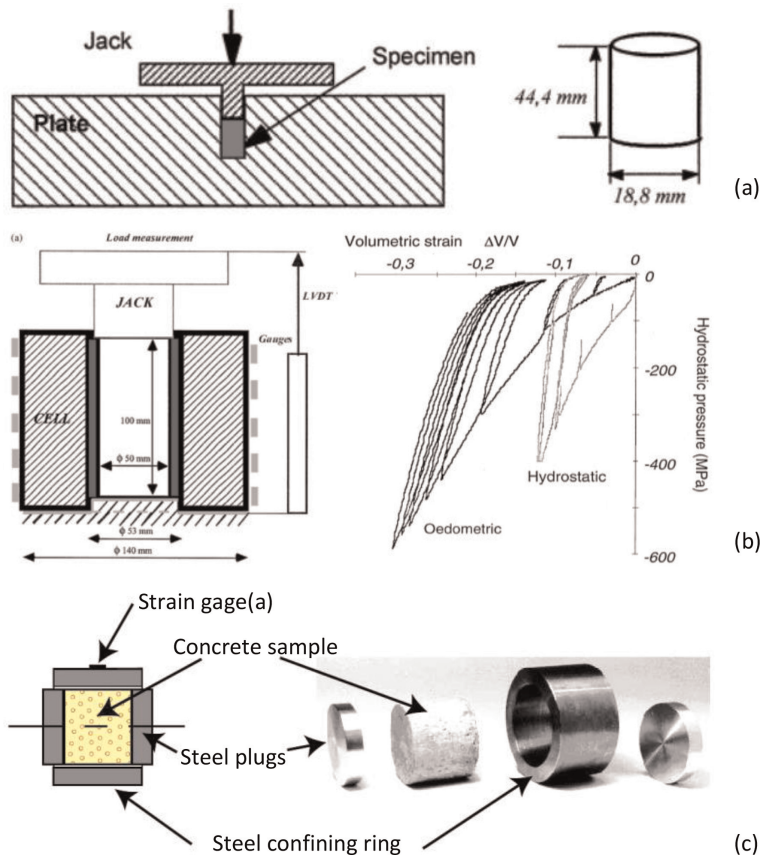 Jack
Specimen
Plate
44,4 mm
18,8 mm
(a)
(a)
Load measurement
JACK
LVDT
Gauges
CELL
100 mm
ϕ 50 mm
ϕ 53 mm
ϕ 140 mm
Volumetric strain ΔV/V
-0,3 -0,2 -0,1 0
0
-200
-400
-600
Hydrostatic pressure (MPa)
Hydrostatic
Oedometric
(b)
Strain gage(a)
Concrete sample
Steel plugs
Steel confining ring
(c)